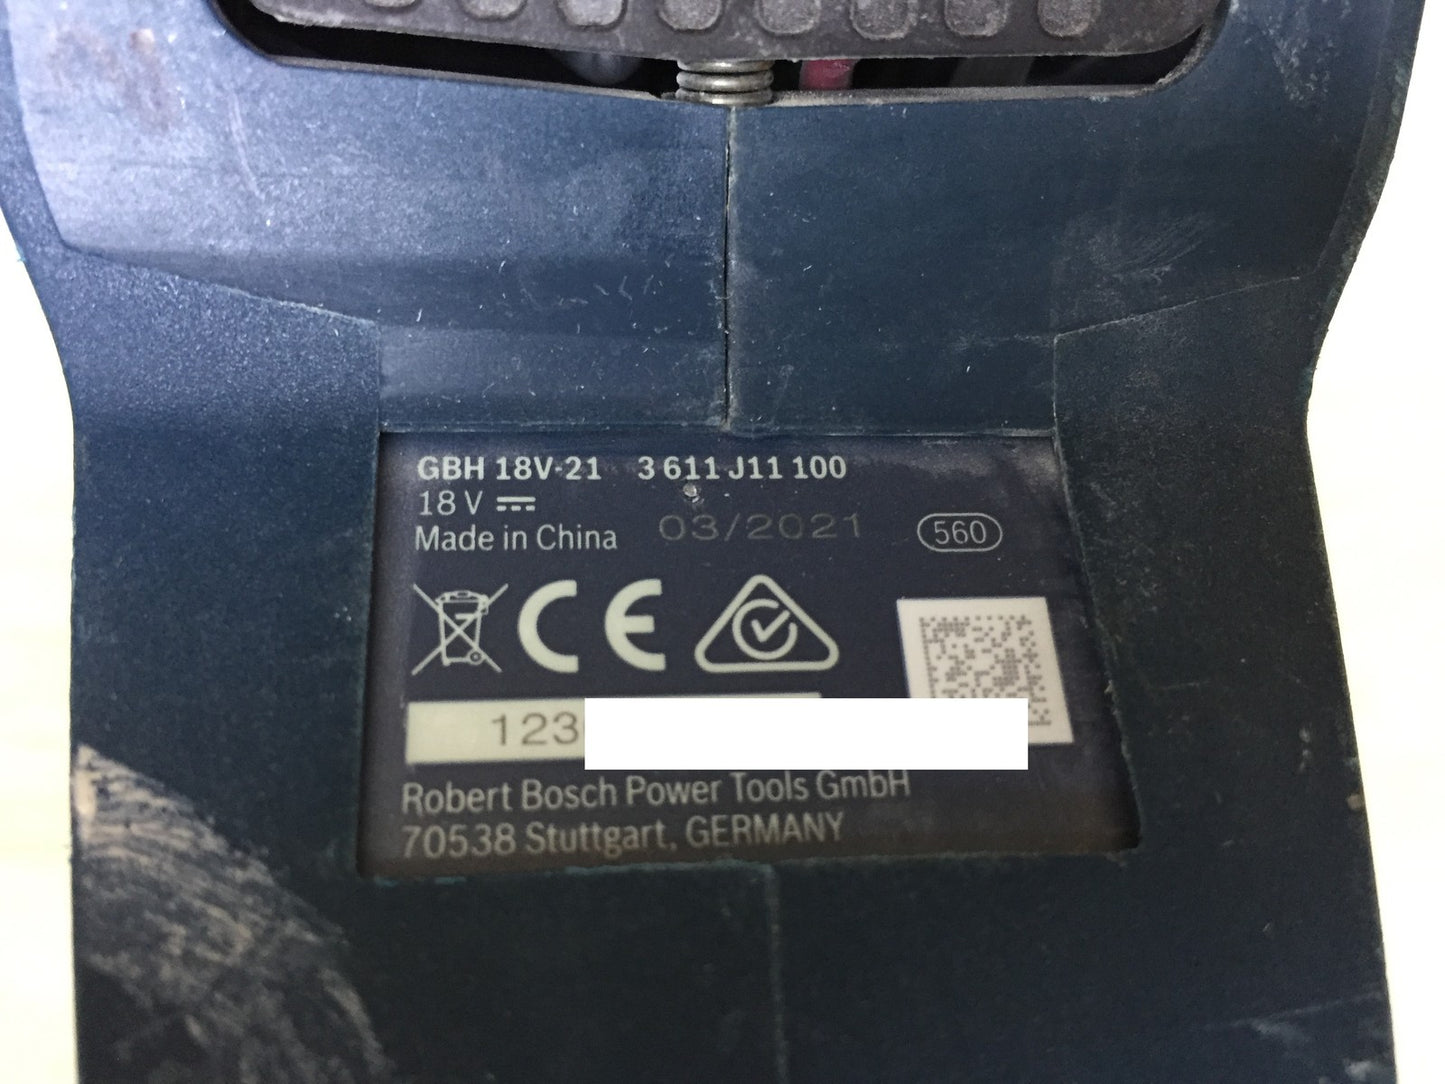 GBH 18V-21 3 611 J11 100
18 V
Made in China 03/2021 560
CE
123
Robert Bosch Power Tools GmbH
70538 Stuttgart, GERMANY